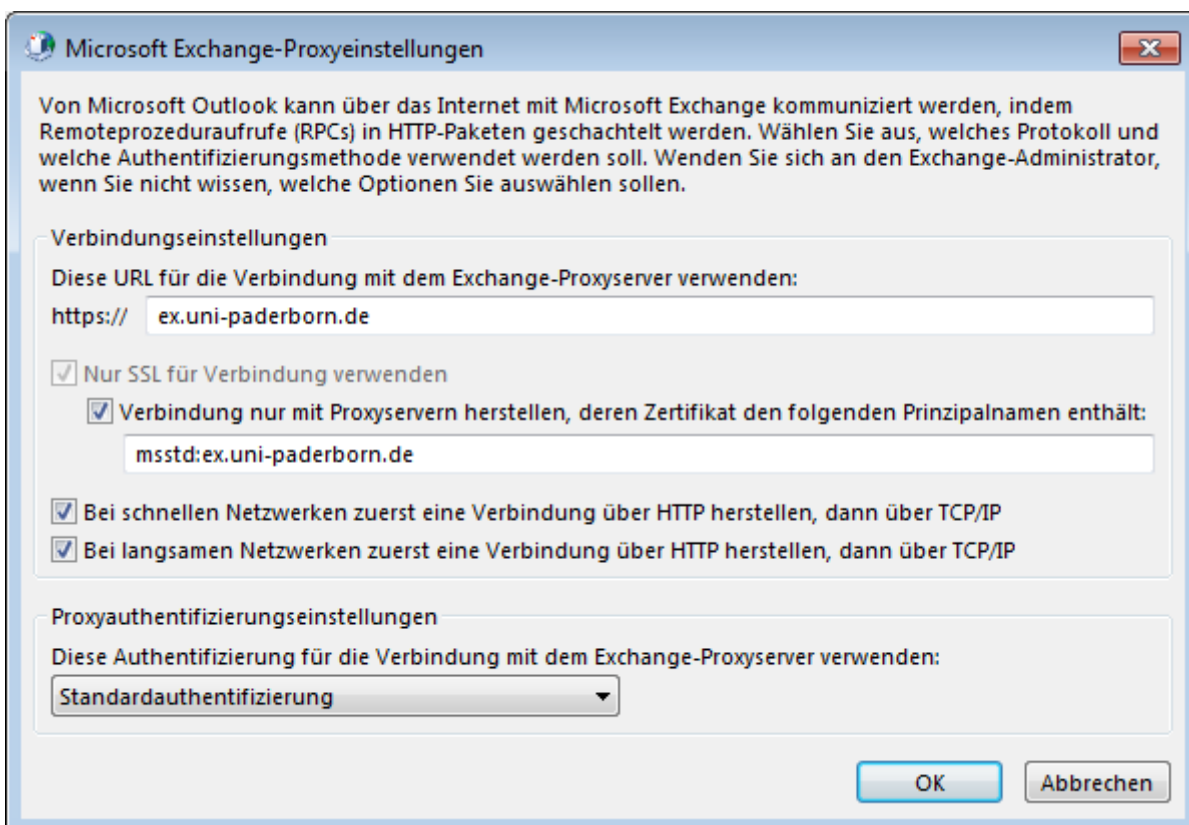 Microsoft Exchange-Proxyeinstellungen
Von Microsoft Outlook kann über das Internet mit Microsoft Exchange kommuniziert werden, indem
Remoteprozeduraufrufe (RPCs) in HTTP-Paketen geschachtelt werden. Wählen Sie aus, welches Protokoll und
welche Authentifizierungsmethode verwendet werden soll. Wenden Sie sich an den Exchange-Administrator,
wenn Sie nicht wissen, welche Optionen Sie auswählen sollen.
Verbindungseinstellungen
Diese URL für die Verbindung mit dem Exchange-Proxyserver verwenden:
https:// ex.uni-paderborn.de
Nur SSL für Verbindung verwenden
Verbindung nur mit Proxyservern herstellen, deren Zertifikat den folgenden Prinzipalnamen enthält:
msstd:ex.uni-paderborn.de
Bei schnellen Netzwerken zuerst eine Verbindung über HTTP herstellen, dann über TCP/IP
Bei langsamen Netzwerken zuerst eine Verbindung über HTTP herstellen, dann über TCP/IP
Proxyauthentifizierungseinstellungen
Diese Authentifizierung für die Verbindung mit dem Exchange-Proxyserver verwenden:
Standardauthentifizierung
OK Abbrechen